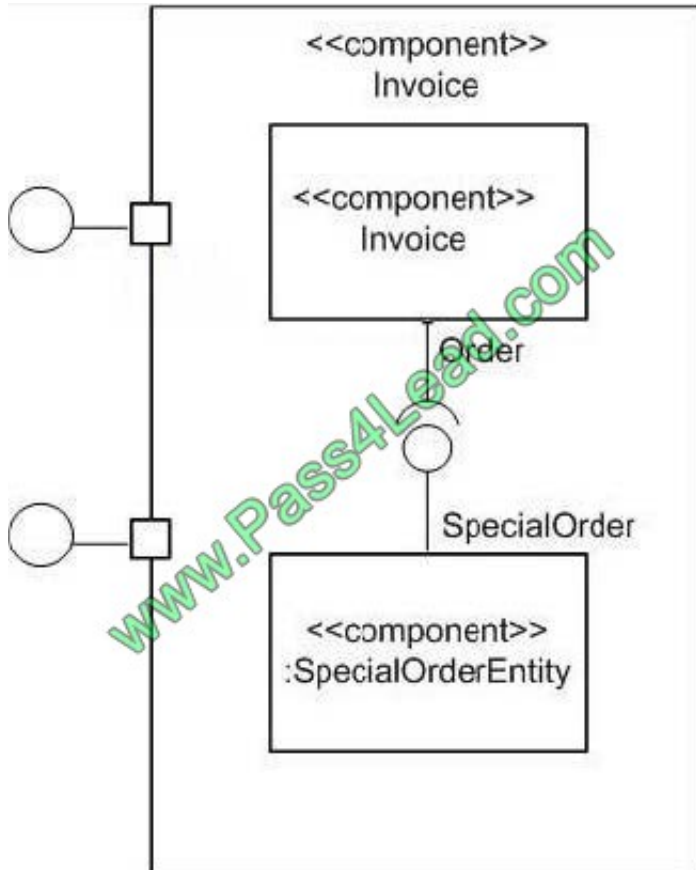 <<component>>
Invoice
<<component>>
Invoice
Order
SpecialOrder
<<component>>
:SpecialOrderEntity
www.Pass4Lead.com